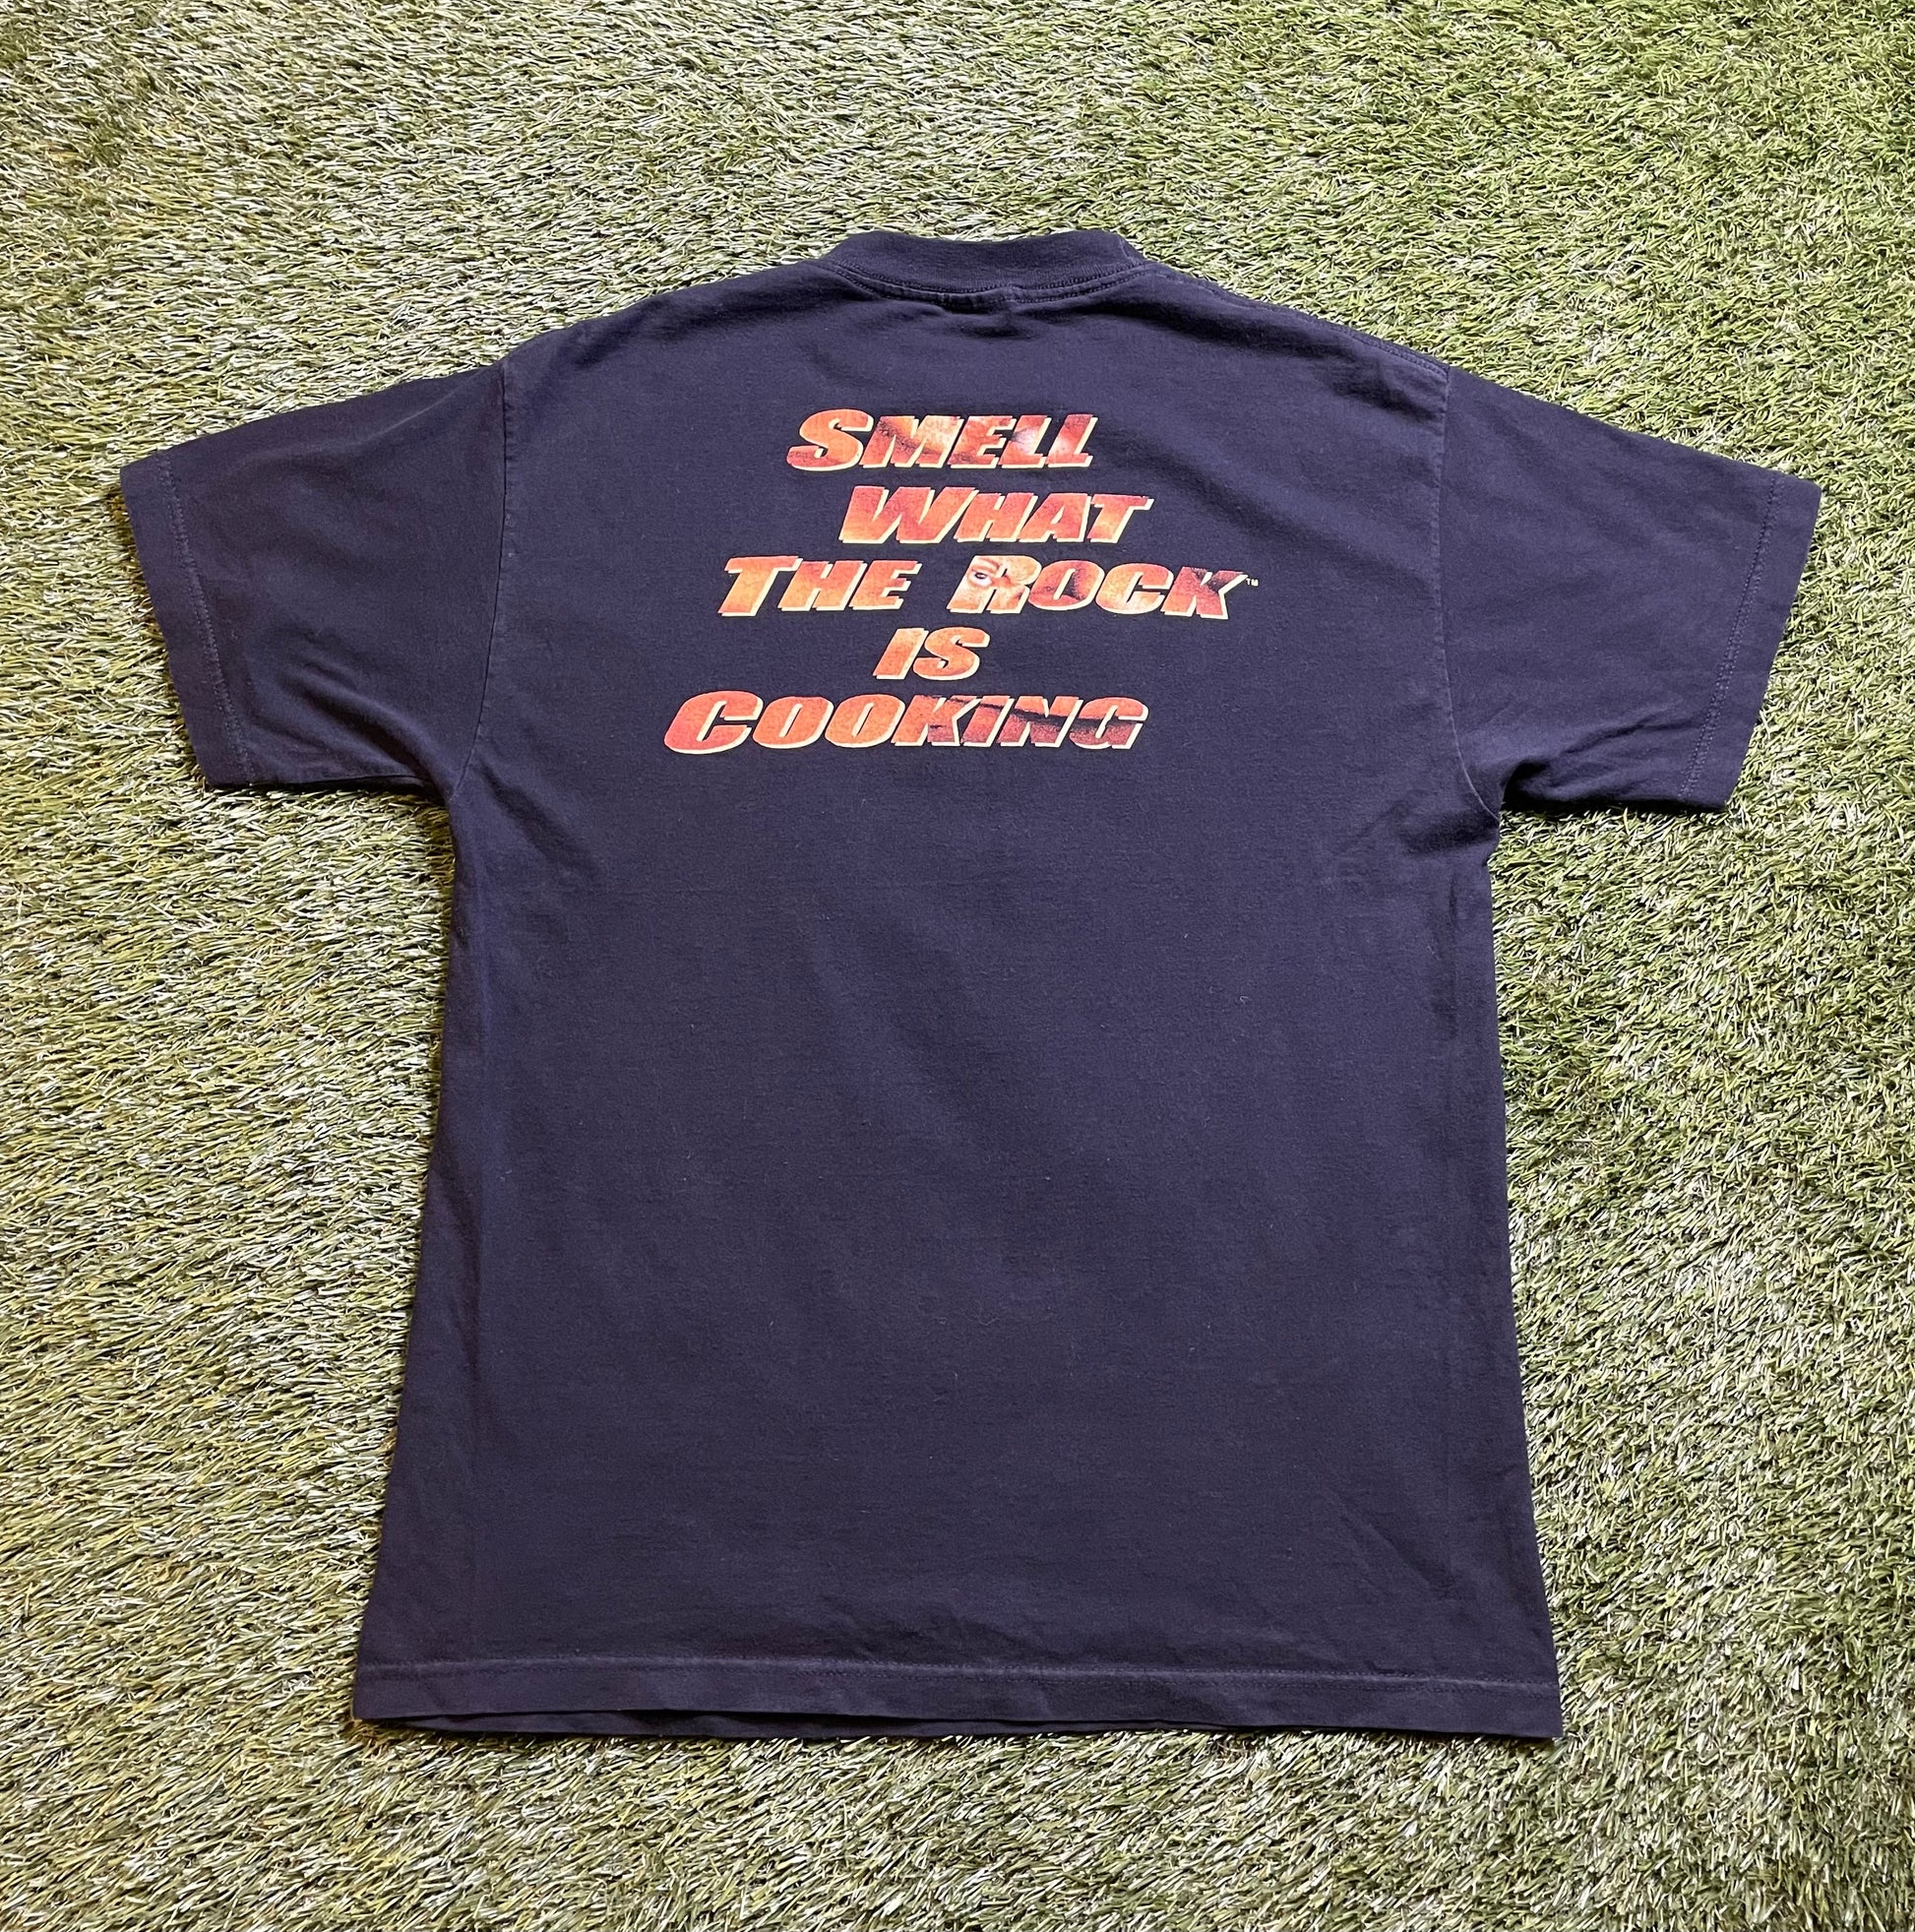 SMELL
WHAT
THE ROCK™
IS
COOKING